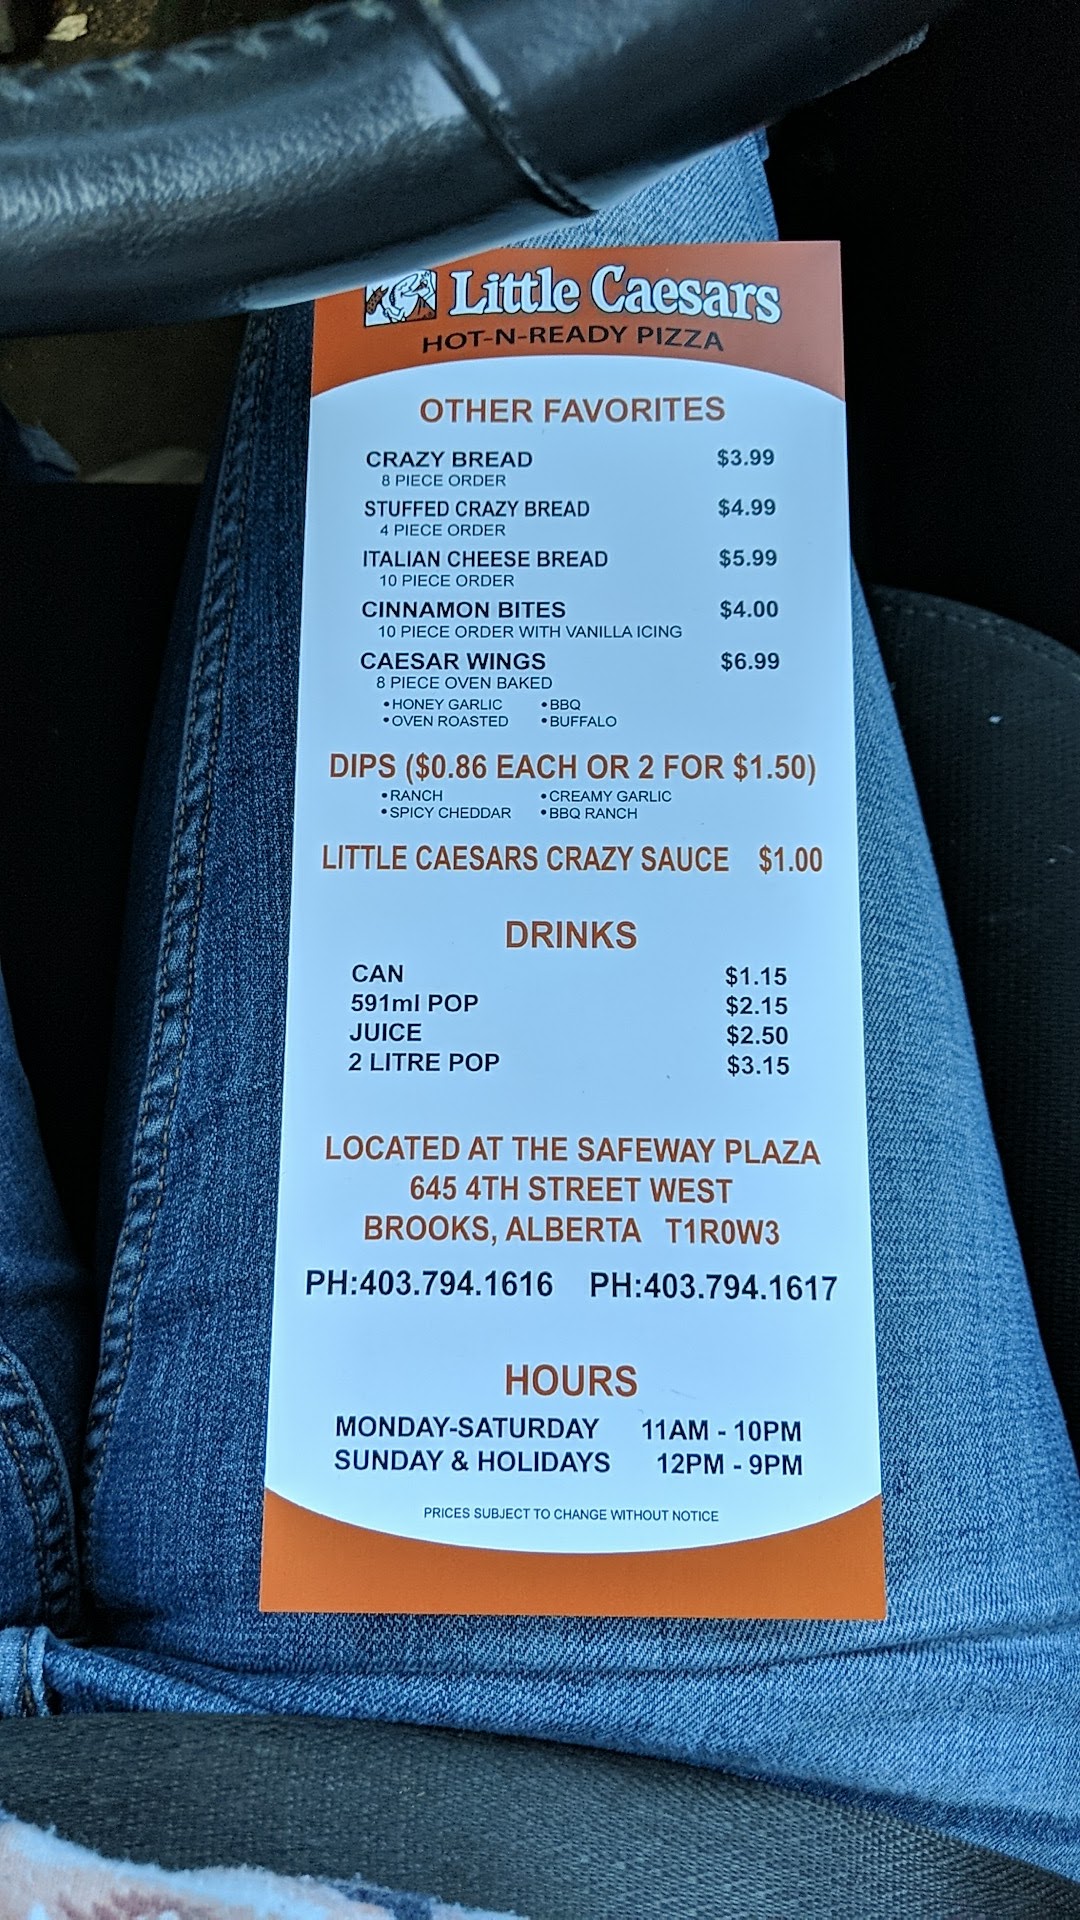 Little Caesars
HOT-N-READY PIZZA
OTHER FAVORITES
CRAZY BREAD $3.99
8 PIECE ORDER
STUFFED CRAZY BREAD $4.99
4 PIECE ORDER
ITALIAN CHEESE BREAD $5.99
10 PIECE ORDER
CINNAMON BITES $4.00
10 PIECE ORDER WITH VANILLA ICING
CAESAR WINGS $6.99
8 PIECE OVEN BAKED
•HONEY GARLIC •BBQ
•OVEN ROASTED •BUFFALO
DIPS ($0.86 EACH OR 2 FOR $1.50)
•RANCH •CREAMY GARLIC
•SPICY CHEDDAR •BBQ RANCH
LITTLE CAESARS CRAZY SAUCE $1.00
DRINKS
CAN $1.15
591ml POP $2.15
JUICE $2.50
2 LITRE POP $3.15
LOCATED AT THE SAFEWAY PLAZA
645 4TH STREET WEST
BROOKS, ALBERTA T1R0W3
PH:403.794.1616 PH:403.794.1617
HOURS
MONDAY-SATURDAY 11AM - 10PM
SUNDAY & HOLIDAYS 12PM - 9PM
PRICES SUBJECT TO CHANGE WITHOUT NOTICE